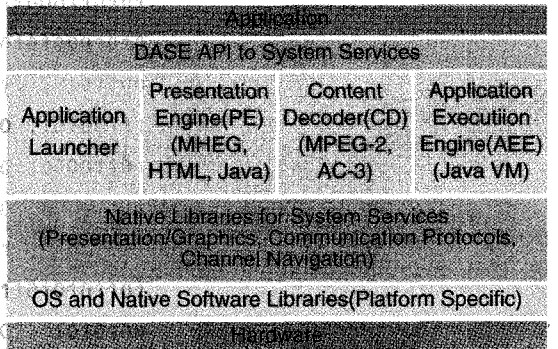 Application
DASE API to System Services
Application
Launcher
Presentation
Engine(PE)
(MHEG,
HTML, Java)
Content
Decoder(CD)
(MPEG-2,
AC-3)
Application
Executiion
Engine(AEE)
(Java VM)
Native Libraries for System Services
(Presentation/Graphics, Communication Protocols,
Channel Navigation)
OS and Native Software Libraries(Platform Specific)
Hardware